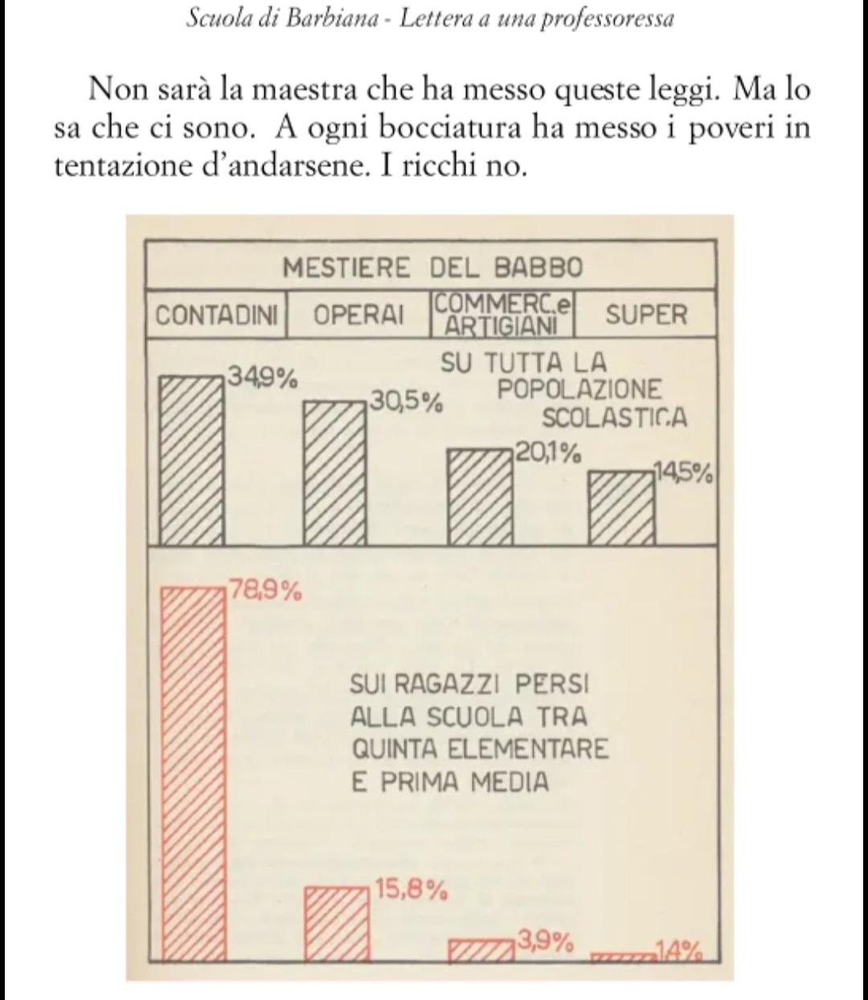 Scuola di Barbiana - Lettera a una professoressa
Non sarà la maestra che ha messo queste leggi. Ma lo
sa che ci sono. A ogni bocciatura ha messo i poveri in
tentazione d'andarsene. I ricchi no.
MESTIERE DEL BABBO
CONTADINI
OPERAI
COMMERC.e
ARTIGIANI
SUPER
SU TUTTA LA
POPOLAZIONE
SCOLASTICA
34,9%
30,5%
20,1%
14,5%
78,9%
SUI RAGAZZI PERSI
ALLA SCUOLA TRA
QUINTA ELEMENTARE
E PRIMA MEDIA
15,8%
3,9%
1,4%